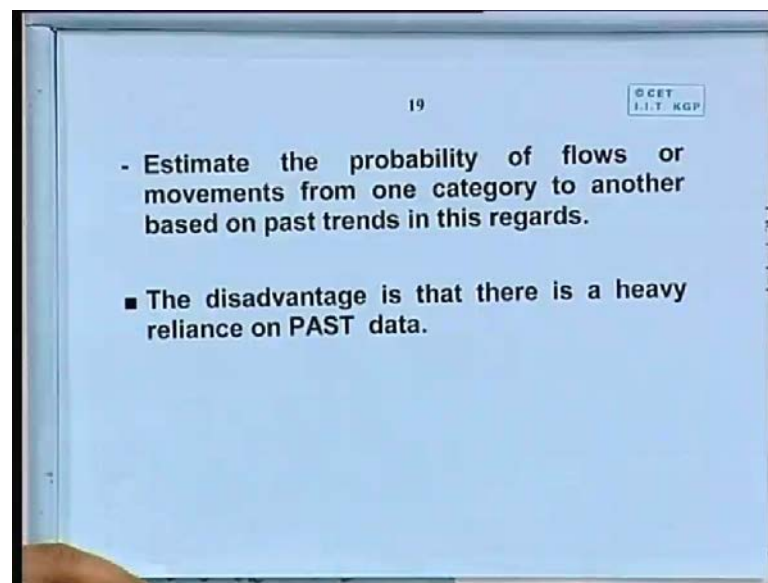 19
© CET
I.I.T KGP
- Estimate the probability of flows or
movements from one category to another
based on past trends in this regards.
■ The disadvantage is that there is a heavy
reliance on PAST data.